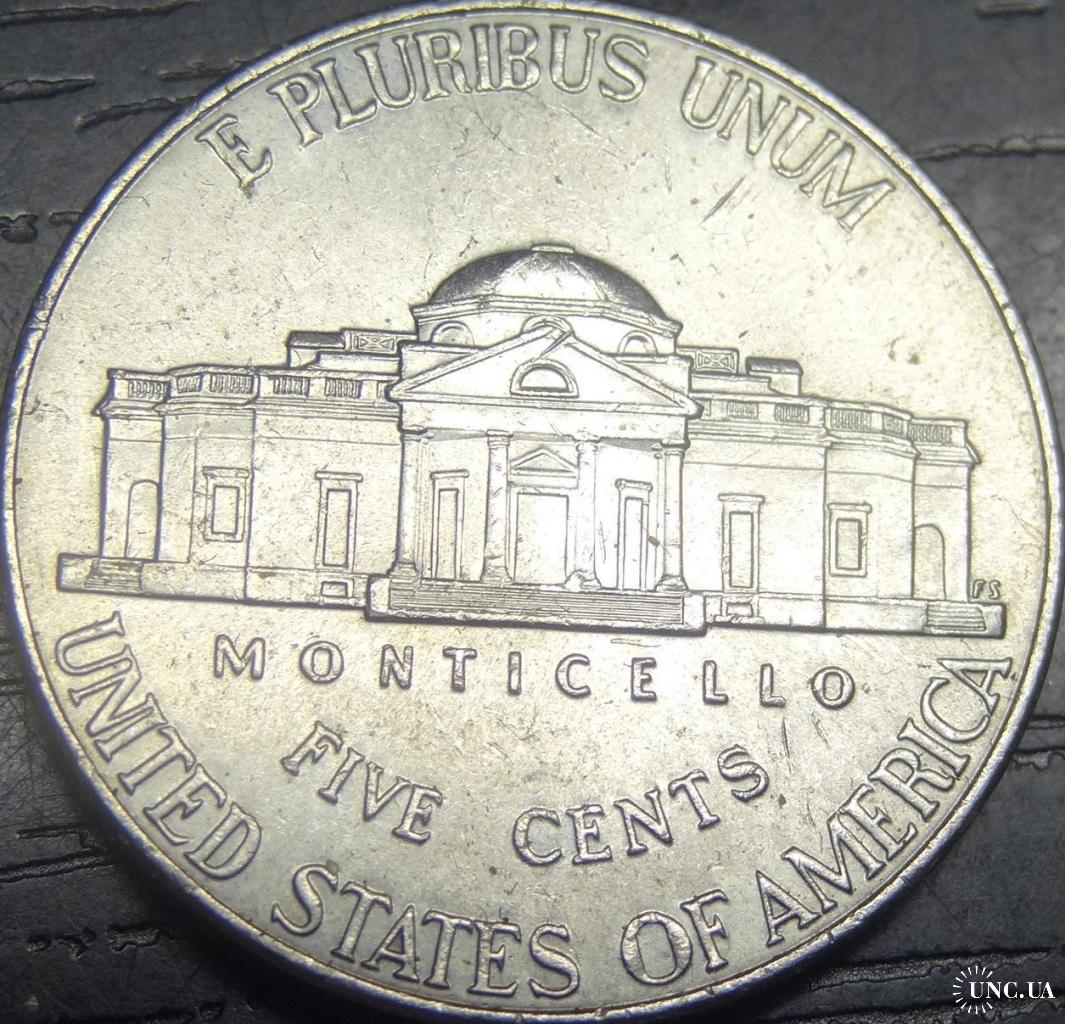 E PLURIBUS UNUM
FS
MONTICELLO
FIVE CENTS
UNITED STATES OF AMERICA
UNC.UA